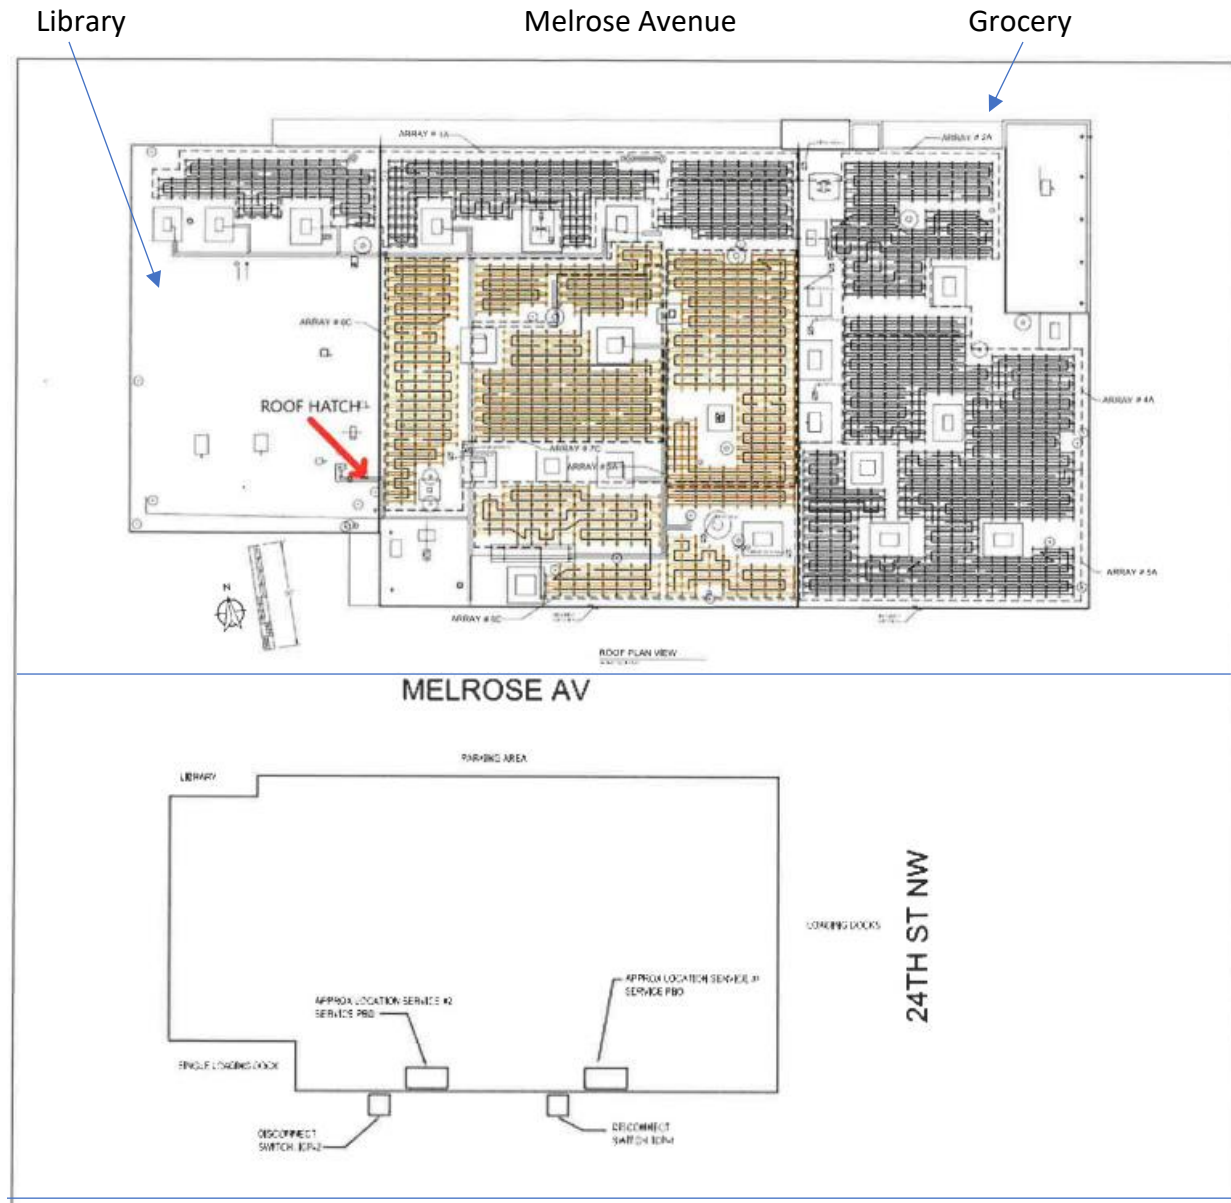 Library
Melrose Avenue
Grocery
ARRAY # 1A
ARRAY # 2A
ARRAY # 6C
ROOF HATCH
ARRAY # 4A
ARRAY # 7C
ARRAY # 3A
N
ARRAY # 5A
ARRAY # 8C
ROOF PLAN VIEW
MELROSE AV
PARKING AREA
LIBRARY
24TH ST NW
LOADING DOCKS
APPROX LOCATION SERVICE #1
SERVICE PBO
APPROX LOCATION SERVICE #2
SERVICE PBO
SINGLE LOADING DOCK
DISCONNECT
SWITCH
DISCONNECT
SWITCH